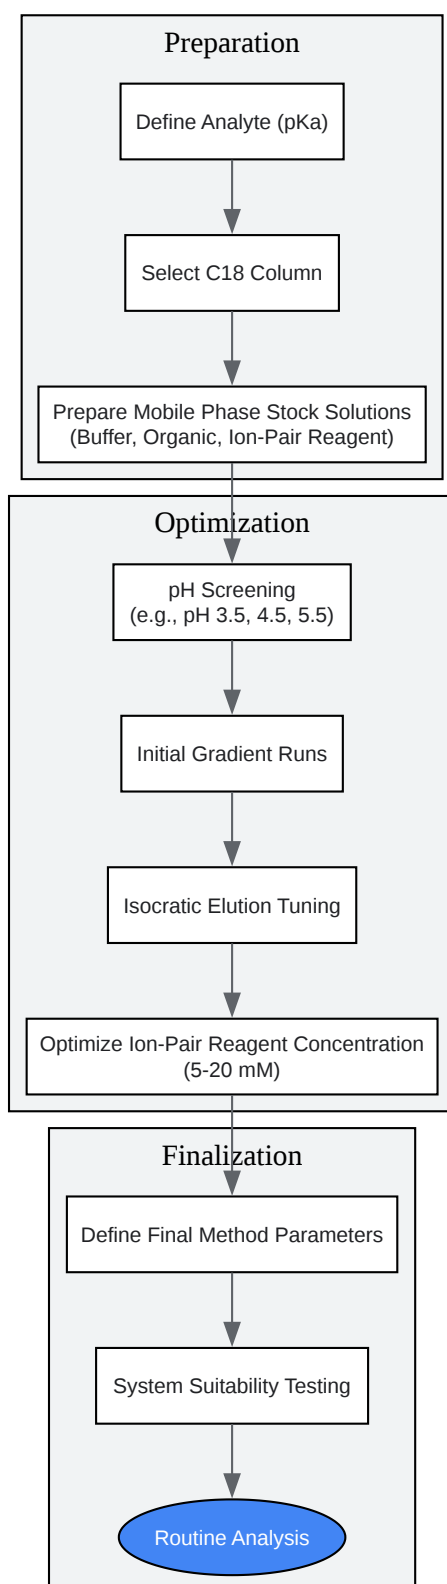 Preparation
Define Analyte (pKa)
Select C18 Column
Prepare Mobile Phase Stock Solutions
(Buffer, Organic, Ion-Pair Reagent)
Optimization
pH Screening
(e.g., pH 3.5, 4.5, 5.5)
Initial Gradient Runs
Isocratic Elution Tuning
Optimize Ion-Pair Reagent Concentration
(5-20 mM)
Finalization
Define Final Method Parameters
System Suitability Testing
Routine Analysis